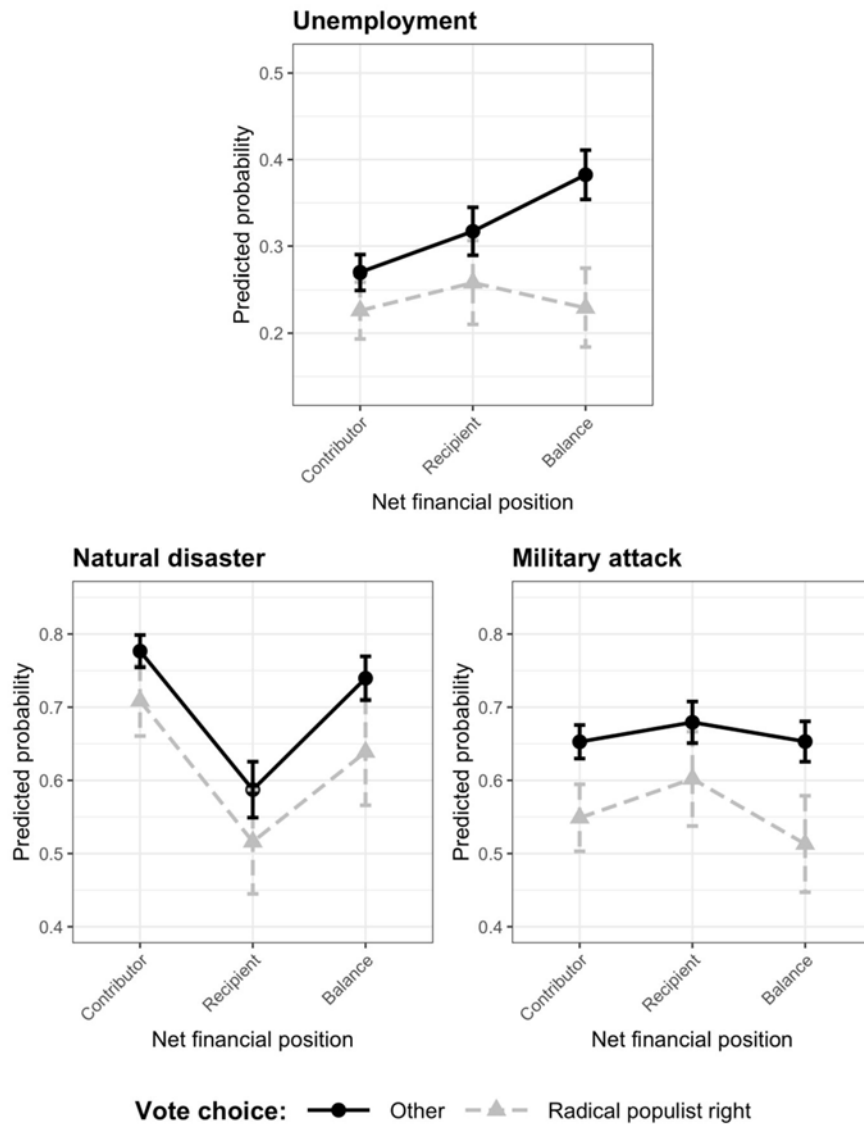 Unemployment
Predicted probability
0.5
0.4
0.3
0.2
Contributor
Recipient
Balance
Net financial position
Natural disaster
Predicted probability
0.8
0.7
0.6
0.5
0.4
Contributor
Recipient
Balance
Net financial position
Military attack
Predicted probability
0.8
0.7
0.6
0.5
0.4
Contributor
Recipient
Balance
Net financial position
Vote choice: Other Radical populist right